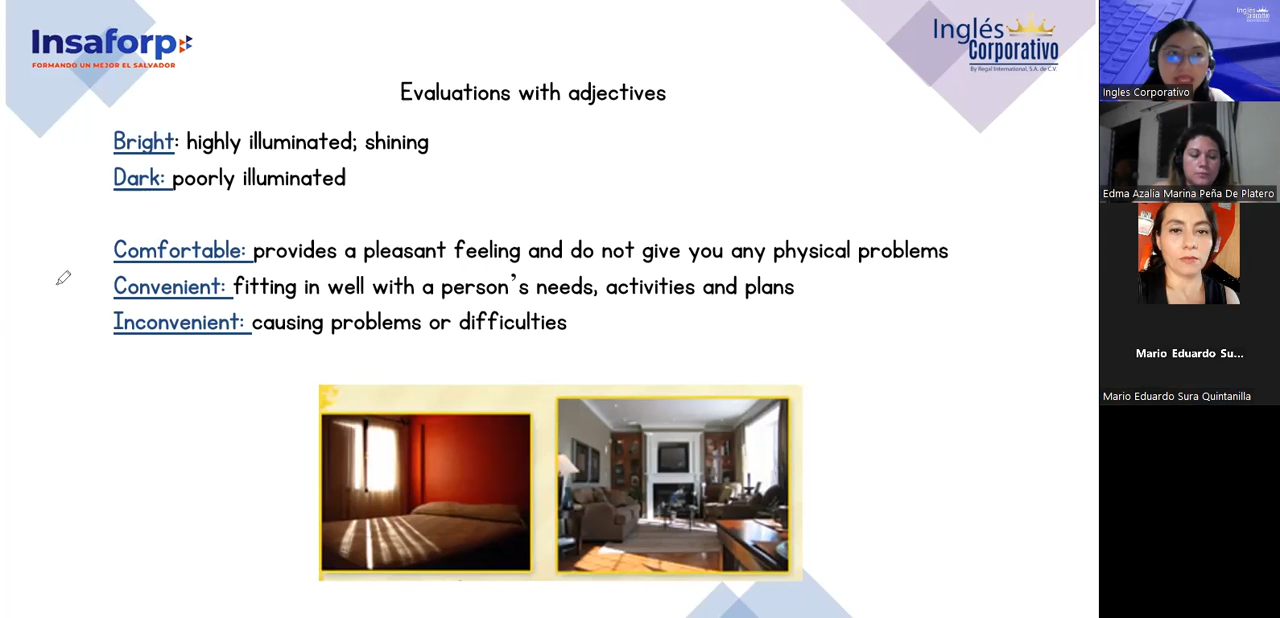 Insaforp
FORMANDO UN MEJOR EL SALVADOR
Inglés
Corporativo
By Regal International, S.A. de C.V.
Evaluations with adjectives
Bright: highly illuminated; shining
Dark: poorly illuminated
Comfortable: provides a pleasant feeling and do not give you any physical problems
Convenient: fitting in well with a person's needs, activities and plans
Inconvenient: causing problems or difficulties
Inglés
Ingles Corporativo
Edma Azalia Marina Peña De Platero
Mario Eduardo Su...
Mario Eduardo Sura Quintanilla